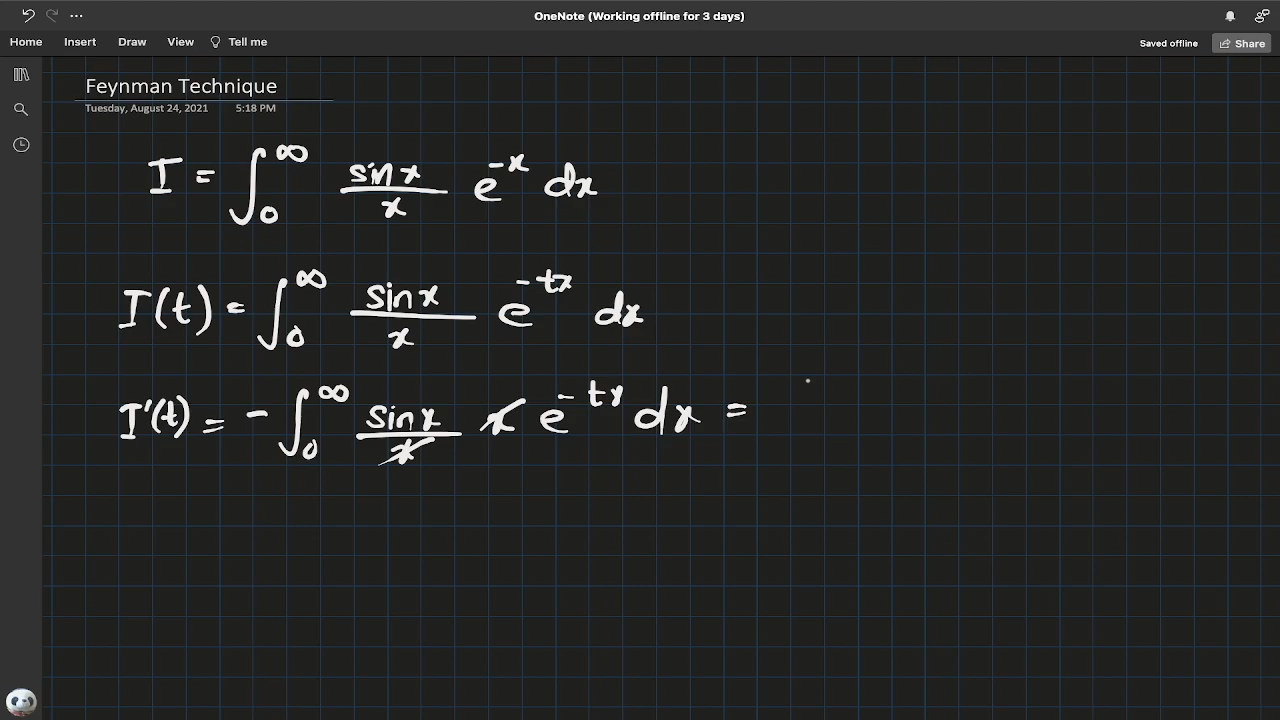 OneNote (Working offline for 3 days)
Home Insert Draw View Tell me Saved offline Share
Feynman Technique
Tuesday, August 24, 2021 5:18 PM
I = ∫₀^∞ sin x / x e^(-x) dx
I(t) = ∫₀^∞ sin x / x e^(-tx) dx
I'(t) = - ∫₀^∞ sin x / x x e^(-tx) dx =